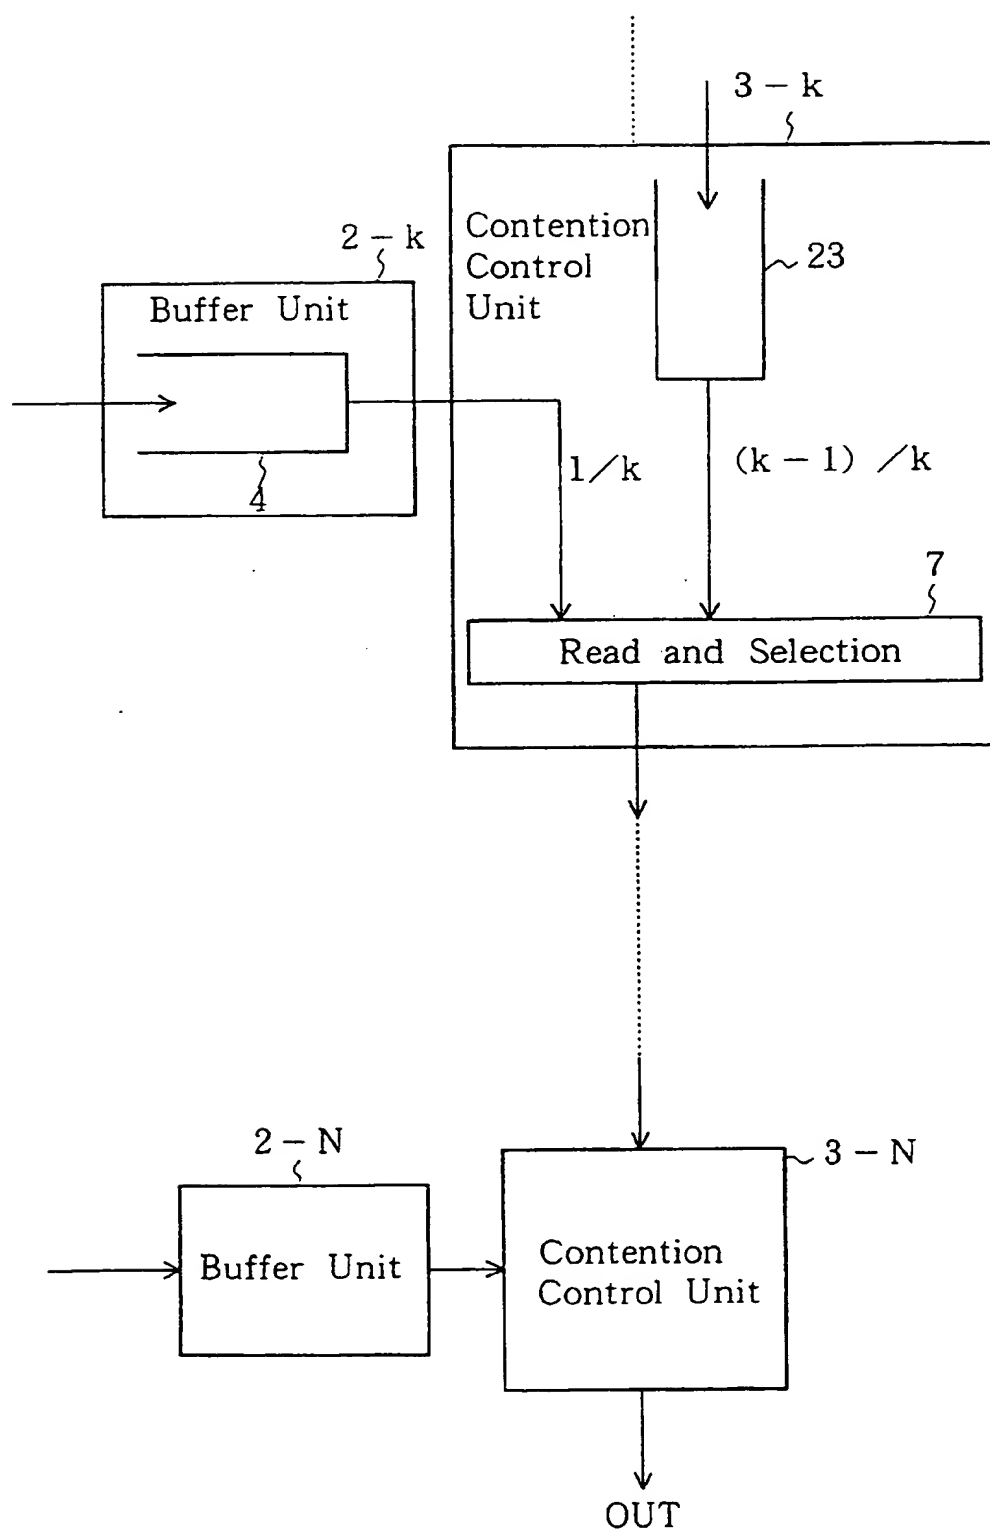 3 - k
Contention
Control
Unit
23
2 - k
Buffer Unit
4
1/k
(k - 1) /k
7
Read and Selection
2 - N
3 - N
Buffer Unit
Contention
Control Unit
OUT